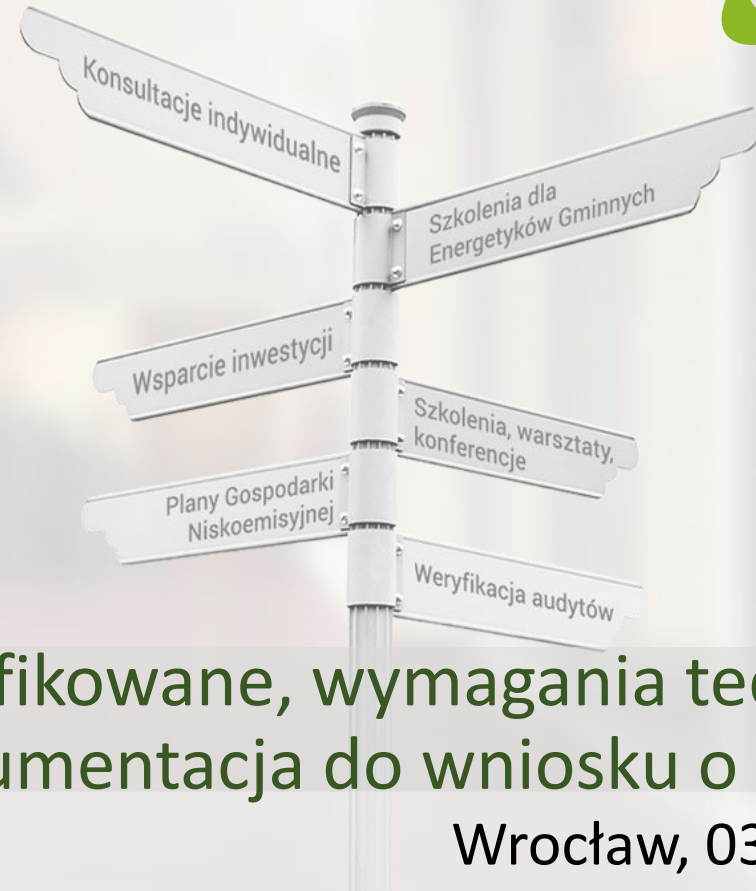 Konsultacje indywidualne
Szkolenia dla
Energetyków Gminnych
Wsparcie inwestycji
Szkolenia, warsztaty,
konferencje
Plany Gospodarki
Niskoemisyjnej
Weryfikacja audytów
fikowane, wymagania te
umentacja do wniosku o
Wrocław, 03